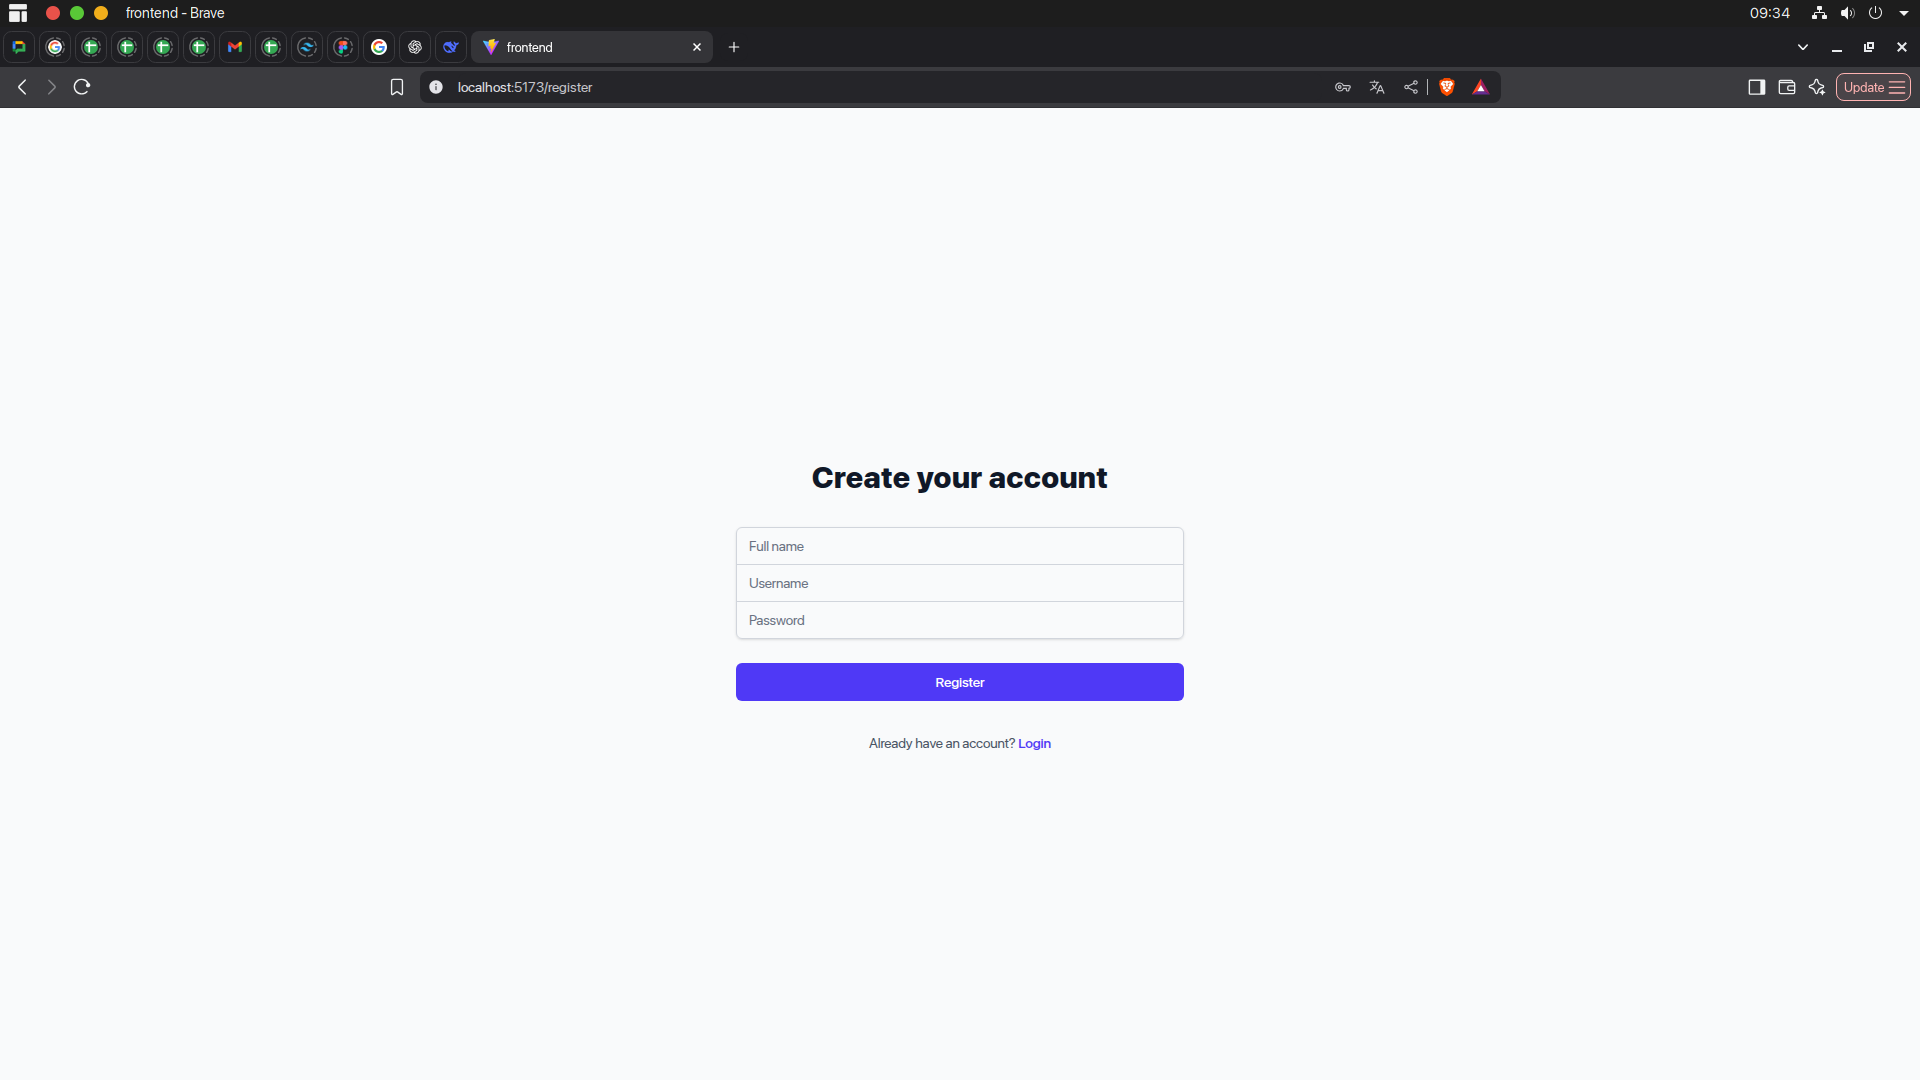 frontend - Brave
09:34
frontend
localhost:5173/register
Update
Create your account
Full name
Username
Password
Register
Already have an account? Login